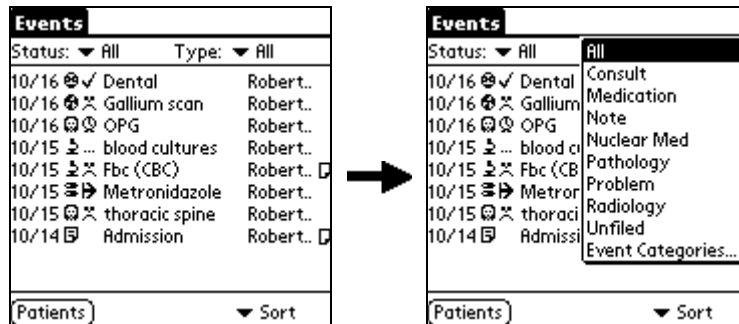 Events
Status: All Type: All
10/16 Dental Robert..
10/16 Gallium scan Robert..
10/16 OPG Robert..
10/15 ... blood cultures Robert..
10/15 Fbc (CBC) Robert..
10/15 Metronidazole Robert..
10/15 thoracic spine Robert..
10/14 Admission Robert..
Patients Sort
Events
Status: All
10/16 Dental
10/16 Gallium
10/16 OPG
10/15 ... blood cu
10/15 Fbc (CB
10/15 Metror
10/15 thoraci
10/14 Admissi
All
Consult
Medication
Note
Nuclear Med
Pathology
Problem
Radiology
Unfiled
Event Categories...
Patients Sort